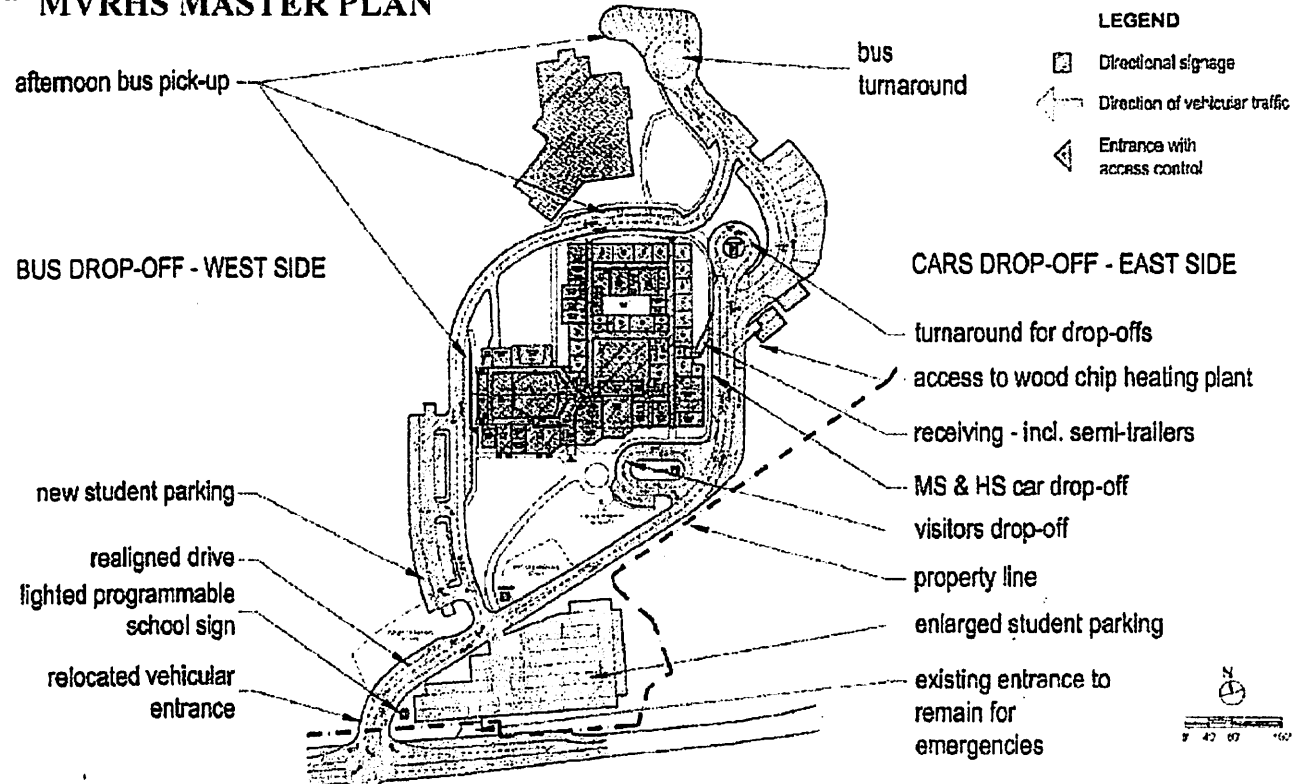 MVRHS MASTER PLAN
afternoon bus pick-up
bus
turnaround
LEGEND
Directional signage
Direction of vehicular traffic
Entrance with
access control
BUS DROP-OFF - WEST SIDE
CARS DROP-OFF - EAST SIDE
turnaround for drop-offs
access to wood chip heating plant
receiving - incl. semi-trailers
MS & HS car drop-off
visitors drop-off
property line
enlarged student parking
existing entrance to
remain for
emergencies
new student parking
realigned drive
lighted programmable
school sign
relocated vehicular
entrance
N